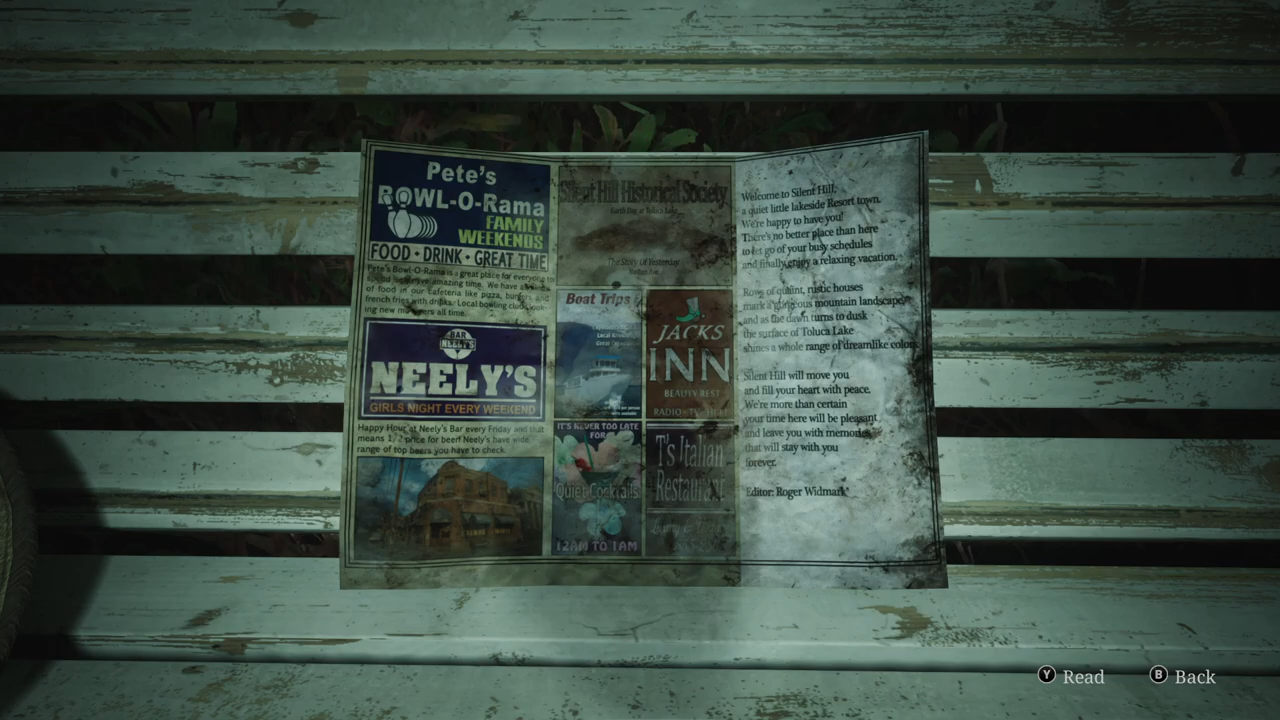 Pete's
BOWL-O-Rama
FAMILY
WEEKENDS
FOOD • DRINK • GREAT TIME
Pete's Bowl-O-Rama is a great place for everyone
amazing time. We have a
of food in our cafeteria like pizza, burgers and
french fries with drinks. Local bowling club
ing new members all time.
BAR
NEELY'S
NEELY'S
GIRLS NIGHT EVERY WEEKEND
Happy Hour at Neely's Bar every Friday and that
means price for beer! Neely's have wide
range of top beers you have to check.
Silent Hill Historical Society
The Story Of Yesterday
Boat Trips
JACKS
INN
BEAUTY REST
RADIO
IT'S NEVER TOO LATE
FOR
Quiet Cocktails
12AM TO 1AM
T's Italian
Restaurant
Welcome to Silent Hill,
a quiet little lakeside Resort town.
We're happy to have you!
There's no better place than here
to let go of your busy schedules
and finally enjoy a relaxing vacation.
Rows of quaint, rustic houses
mark a gorgeous mountain landscape,
and as the dawn turns to dusk
the surface of Toluca Lake
shines a whole range of dreamlike colors.
Silent Hill will move you
and fill your heart with peace.
We're more than certain
your time here will be pleasant
and leave you with memories
that will stay with you
forever.
Editor: Roger Widmark
Y Read
B Back